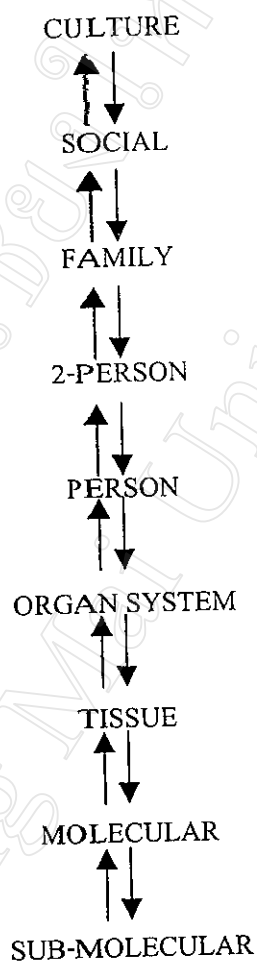 CULTURE
SOCIAL
FAMILY
2-PERSON
PERSON
ORGAN SYSTEM
TISSUE
MOLECULAR
SUB-MOLECULAR